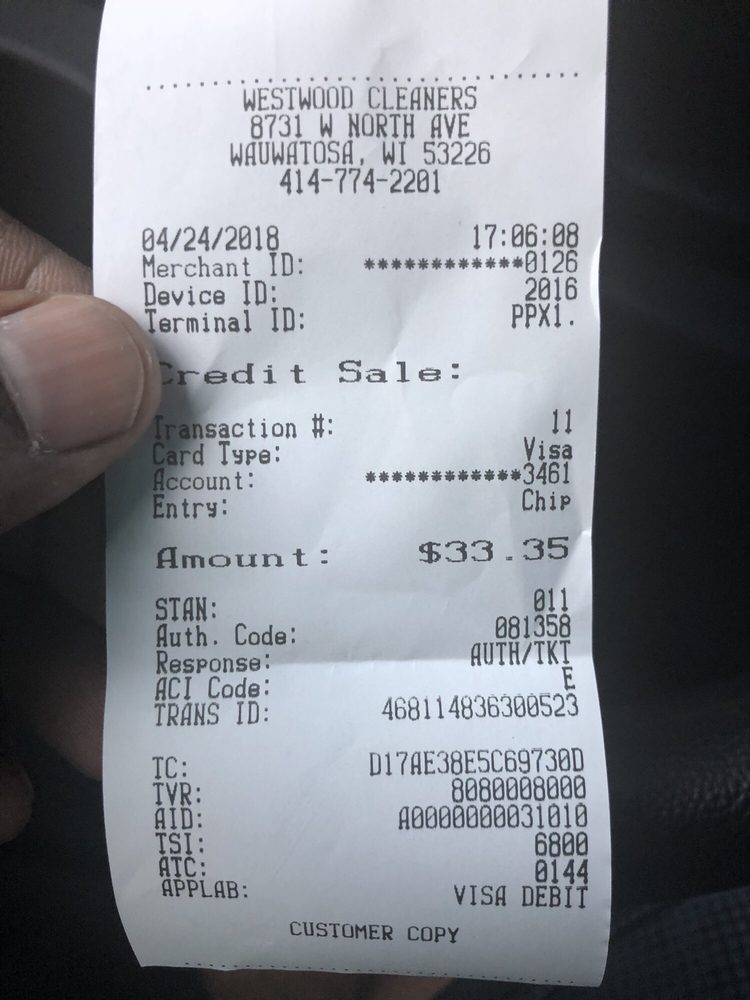 WESTWOOD CLEANERS
8731 W NORTH AVE
WAUWATOSA, WI 53226
414-774-2201
04/24/2018 17:06:08
Merchant ID: ************0126
Device ID: 2016
Terminal ID: PPX1.
Credit Sale:
Transaction #: 11
Card Type: Visa
Account: ************3461
Entry: Chip
Amount: $33.35
STAN: 011
Auth. Code: 081358
Response: AUTH/TKT
ACI Code: E
TRANS ID: 468114836300523
TC: D17AE38E5C69730D
TVR: 8080008000
AID: A0000000031010
TSI: 6800
ATC: 0144
APPLAB: VISA DEBIT
CUSTOMER COPY